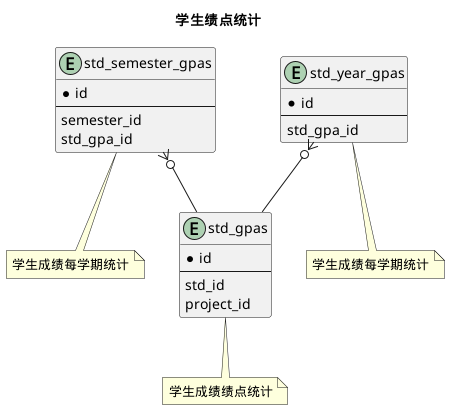 学生绩点统计
E std_semester_gpas
id
semester_id
std_gpa_id
E std_year_gpas
id
std_gpa_id
学生成绩每学期统计
E std_gpas
id
std_id
project_id
学生成绩每学期统计
学生成绩绩点统计